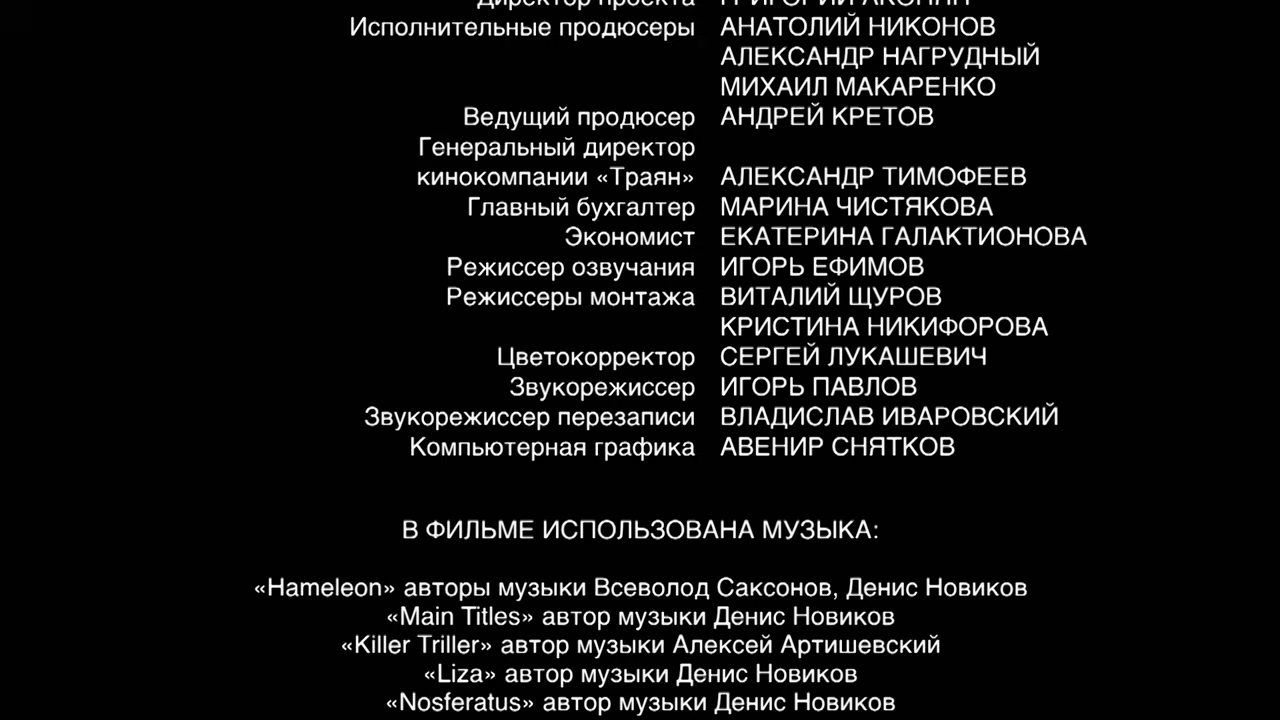 Директор проекта ГРИГОРИЙ АКОПЯН
Исполнительные продюсеры АНАТОЛИЙ НИКОНОВ
АЛЕКСАНДР НАГРУДНЫЙ
МИХАИЛ МАКАРЕНКО
Ведущий продюсер АНДРЕЙ КРЕТОВ
Генеральный директор
кинокомпании «Траян» АЛЕКСАНДР ТИМОФЕЕВ
Главный бухгалтер МАРИНА ЧИСТЯКОВА
Экономист ЕКАТЕРИНА ГАЛАКТИОНОВА
Режиссер озвучания ИГОРЬ ЕФИМОВ
Режиссеры монтажа ВИТАЛИЙ ЩУРОВ
КРИСТИНА НИКИФОРОВА
Цветокорректор СЕРГЕЙ ЛУКАШЕВИЧ
Звукорежиссер ИГОРЬ ПАВЛОВ
Звукорежиссер перезаписи ВЛАДИСЛАВ ИВАРОВСКИЙ
Компьютерная графика АВЕНИР СНЯТКОВ
В ФИЛЬМЕ ИСПОЛЬЗОВАНА МУЗЫКА:
«Hameleon» авторы музыки Всеволод Саксонов, Денис Новиков
«Main Titles» автор музыки Денис Новиков
«Killer Triller» автор музыки Алексей Артишевский
«Liza» автор музыки Денис Новиков
«Nosferatus» автор музыки Денис Новиков